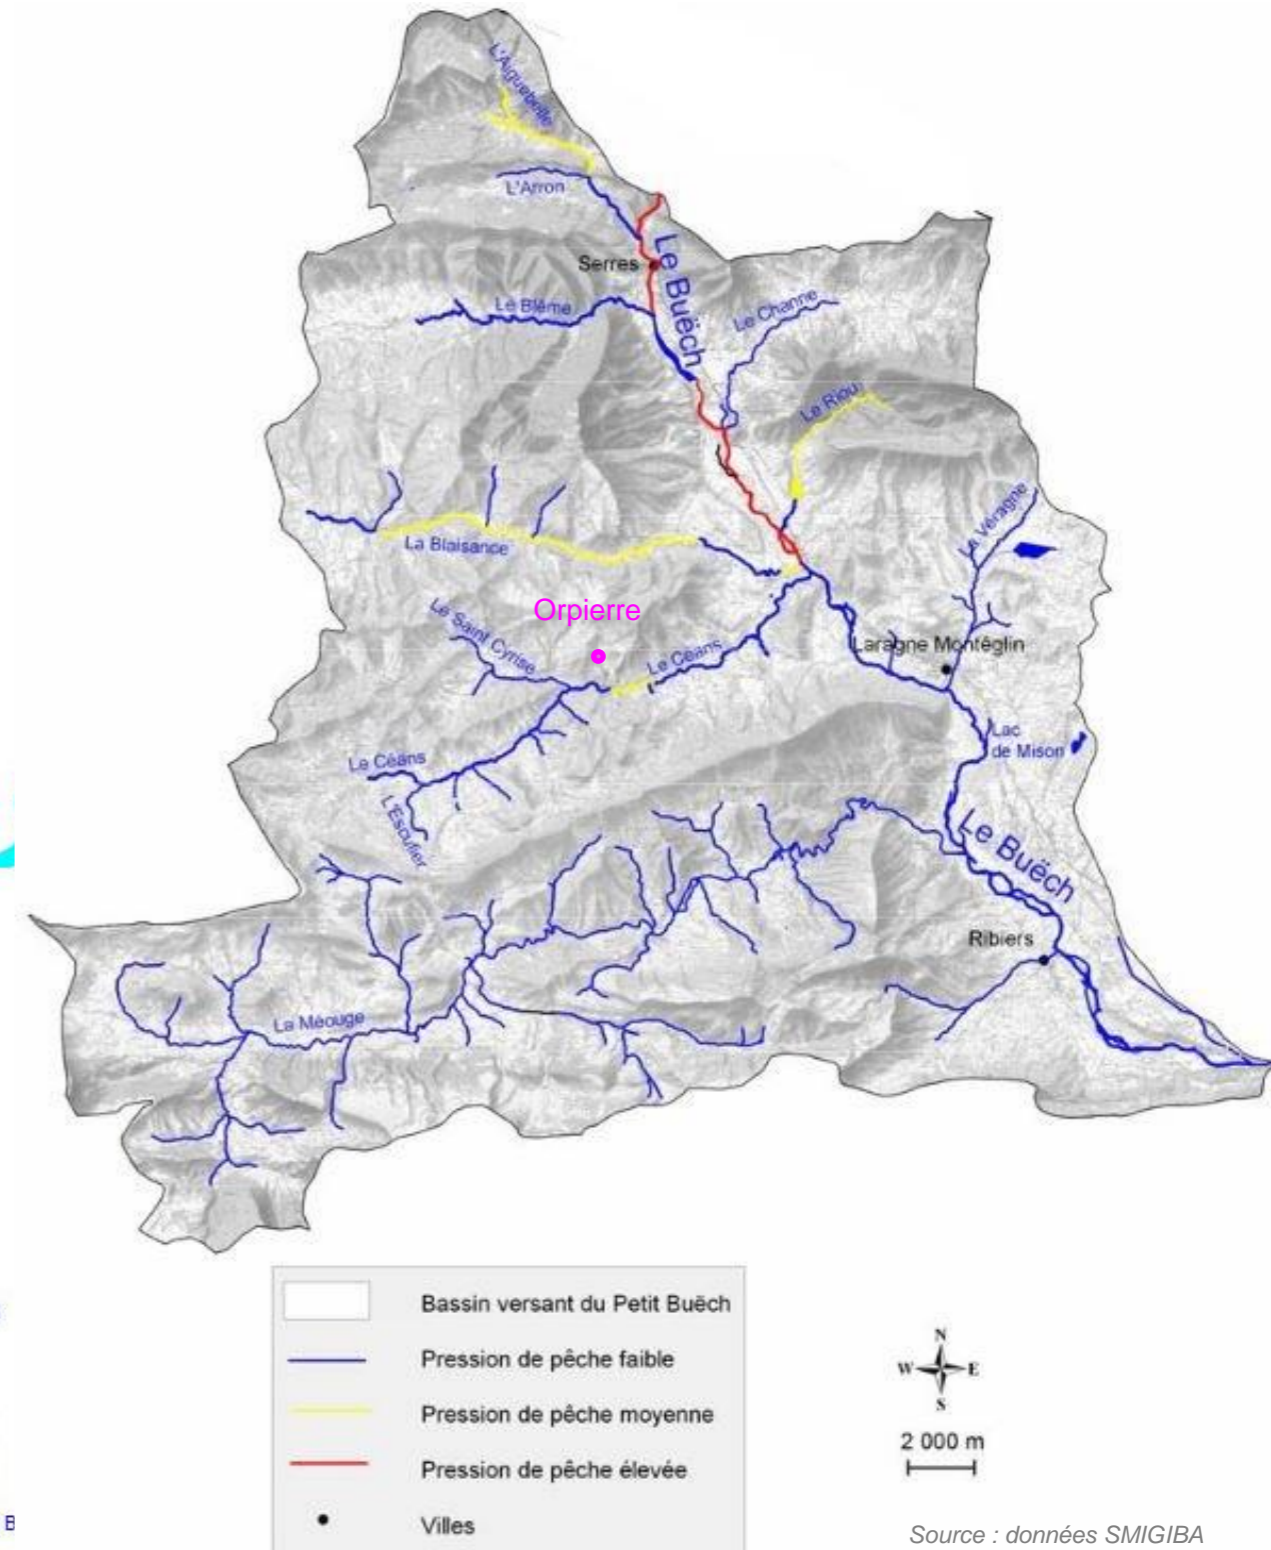 L'Aiguebelle
L'Arron
Serres
Le Buëch
Le Blème
Le Channe
Le Riou
La Véragne
La Blaisance
Orpierre
Le Saint Cyrise
Le Céans
Laragne Montéglin
Lac
de Mison
Le Céans
L'Esculier
Le Buëch
Ribiers
La Méouge
Bassin versant du Petit Buëch
Pression de pêche faible
Pression de pêche moyenne
Pression de pêche élevée
Villes
N
W E
S
2 000 m
B
Source : données SMIGIBA